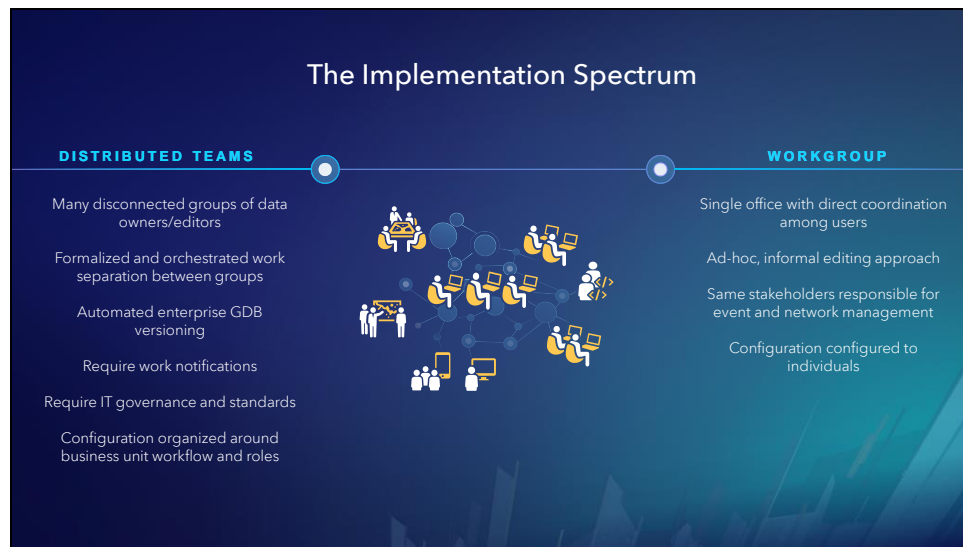 The Implementation Spectrum
DISTRIBUTED TEAMS
Many disconnected groups of data
owners/editors
Formalized and orchestrated work
separation between groups
Automated enterprise GDB
versioning
Require work notifications
Require IT governance and standards
Configuration organized around
business unit workflow and roles
WORKGROUP
Single office with direct coordination
among users
Ad-hoc, informal editing approach
Same stakeholders responsible for
event and network management
Configuration configured to
individuals